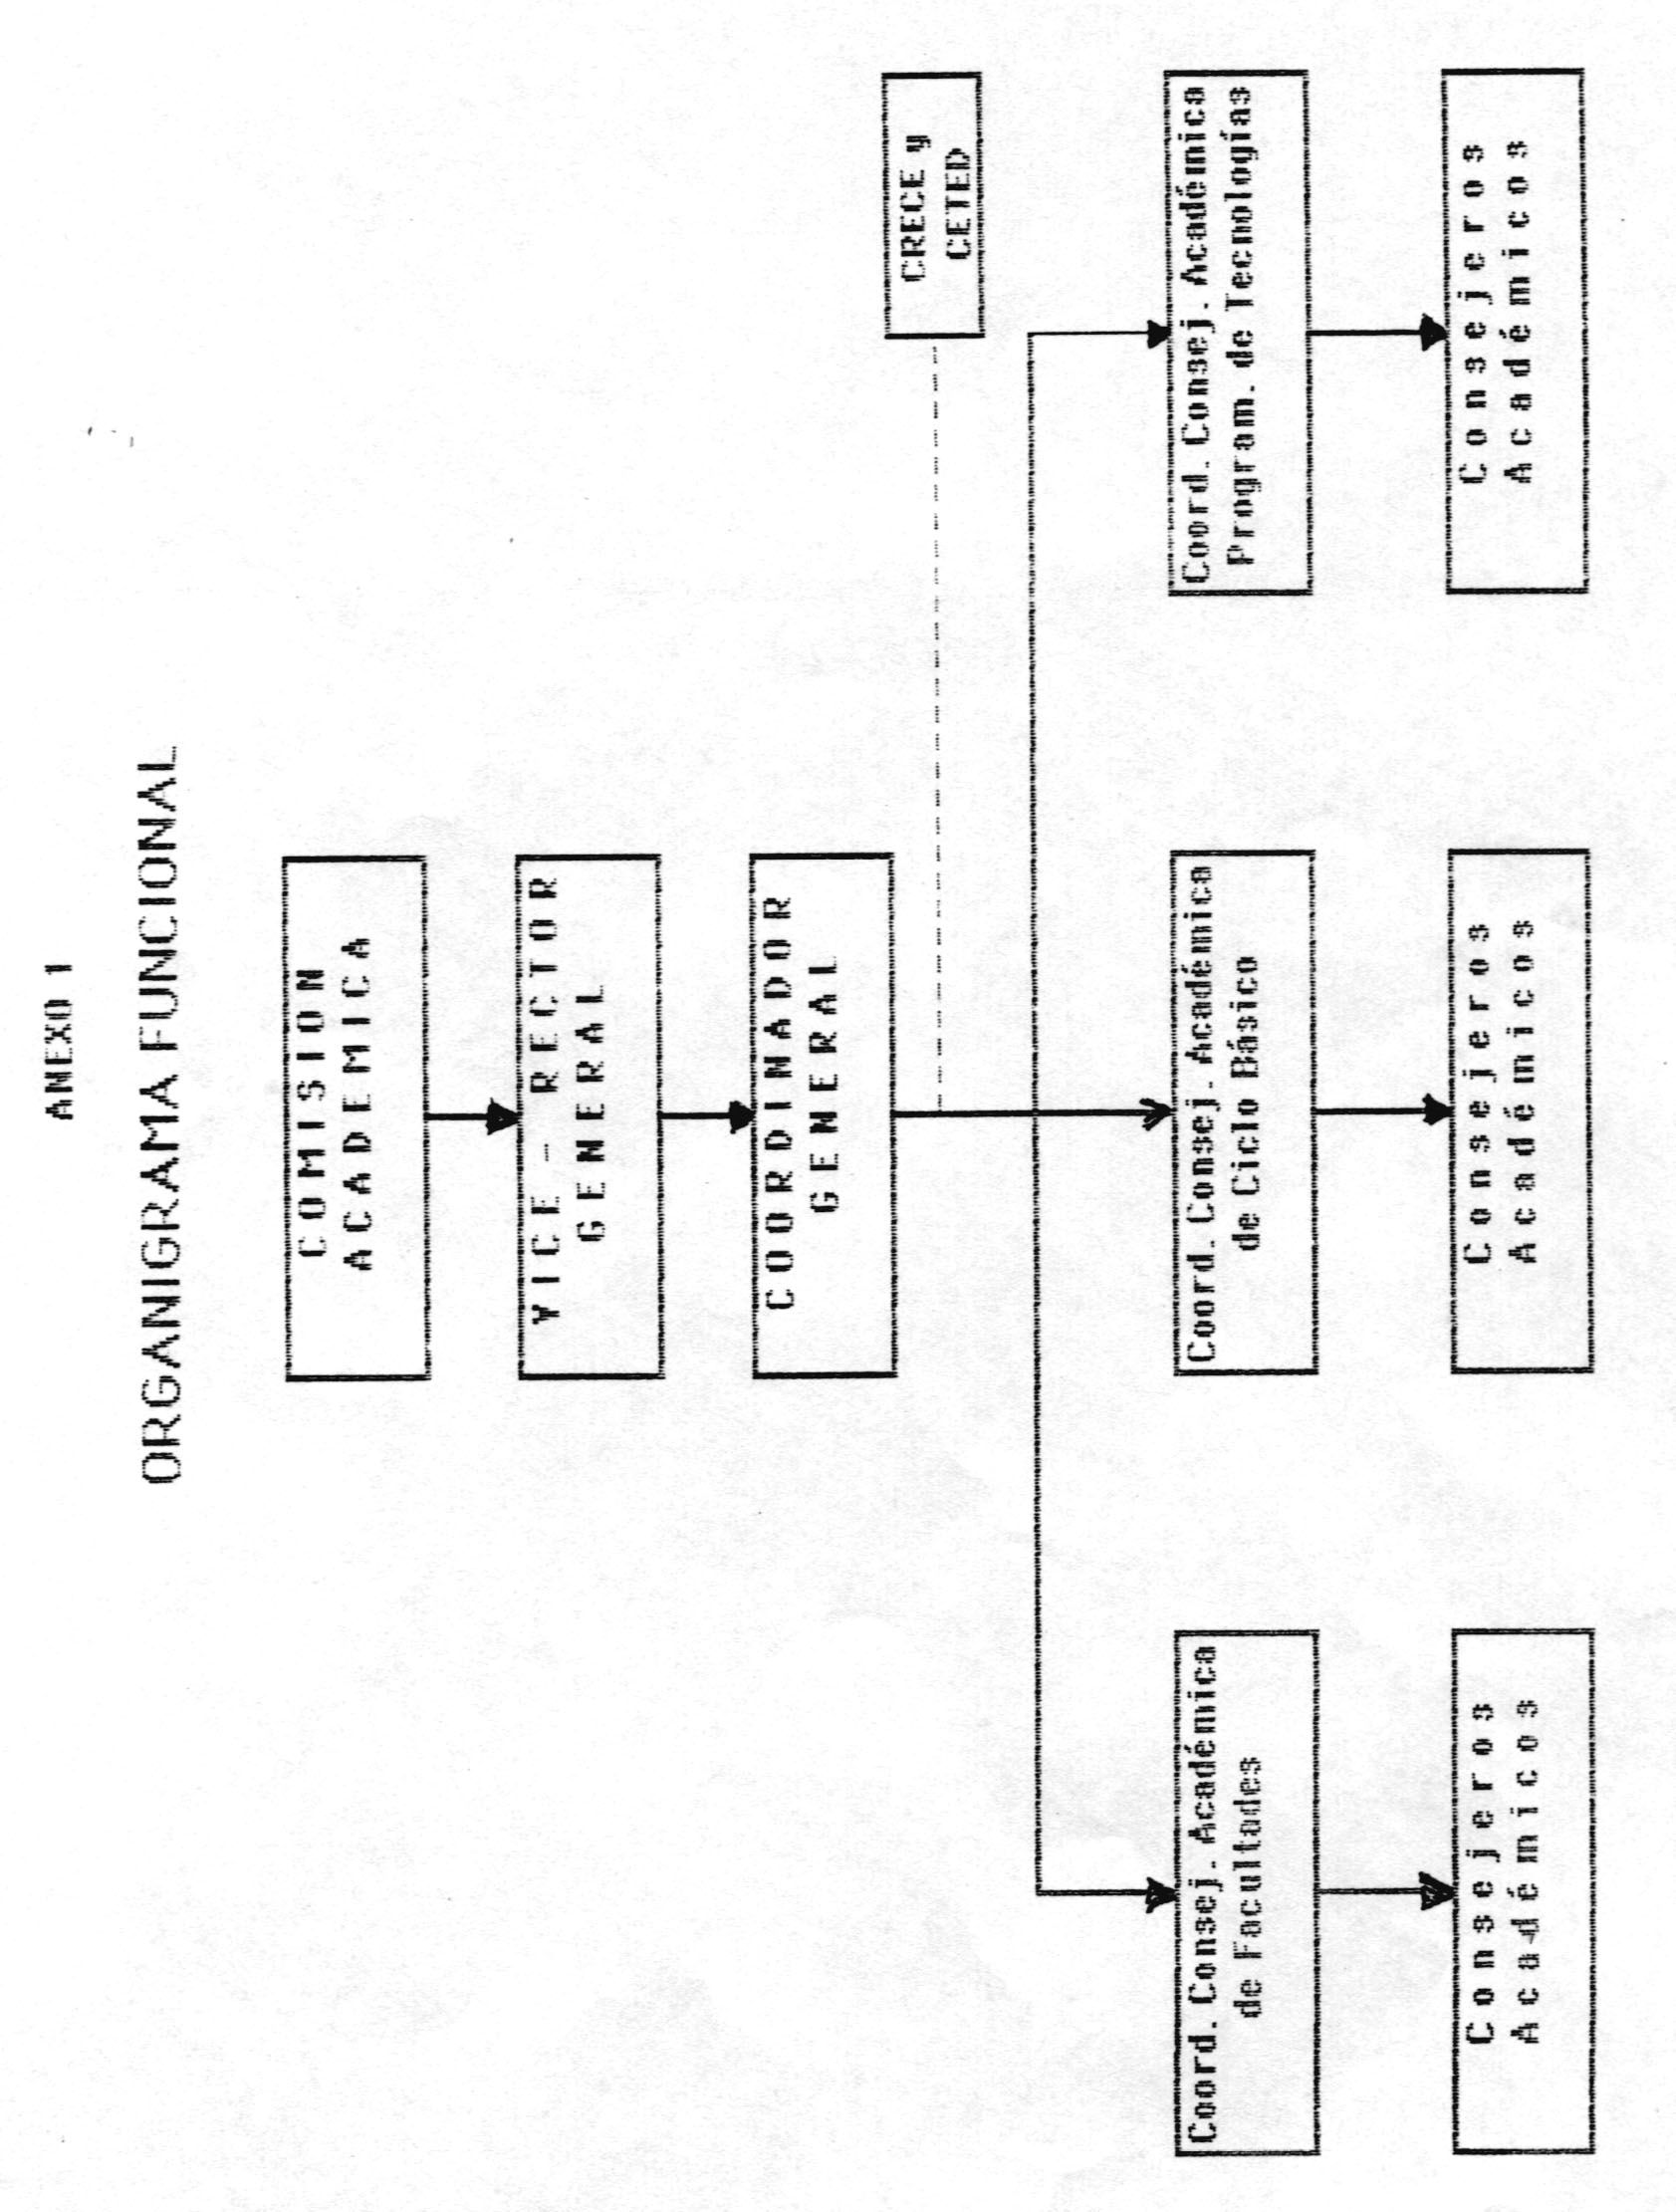 ANEXO 1
ORGANIGRAMA FUNCIONAL
COMISION
ACADEMICA
VICE - RECTOR
GENERAL
COORDINADOR
GENERAL
CRECE y
CETED
Coord. Consej. Académica
de Facultades
Coord. Consej. Académica
de Ciclo Básico
Coord. Consej. Académica
Program. de Tecnologías
Consejeros
Académicos
Consejeros
Académicos
Consejeros
Académicos